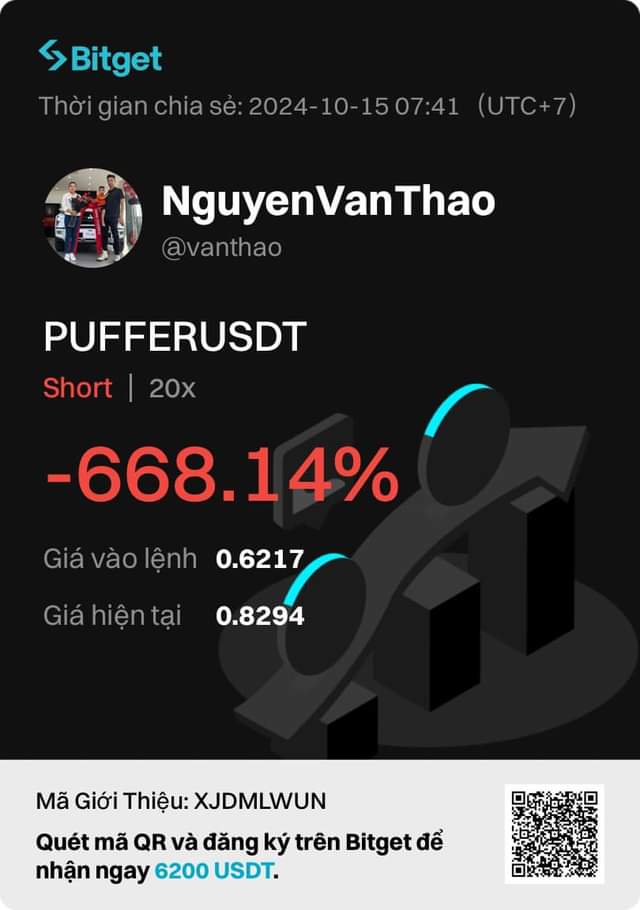 Bitget
Thời gian chia sẻ: 2024-10-15 07:41 (UTC+7)
NguyenVanThao
@vanthao
PUFFERUSDT
Short | 20x
-668.14%
Giá vào lệnh 0.6217
Giá hiện tại 0.8294
Mã Giới Thiệu: XJDMLWUN
Quét mã QR và đăng ký trên Bitget để
nhận ngay 6200 USDT.